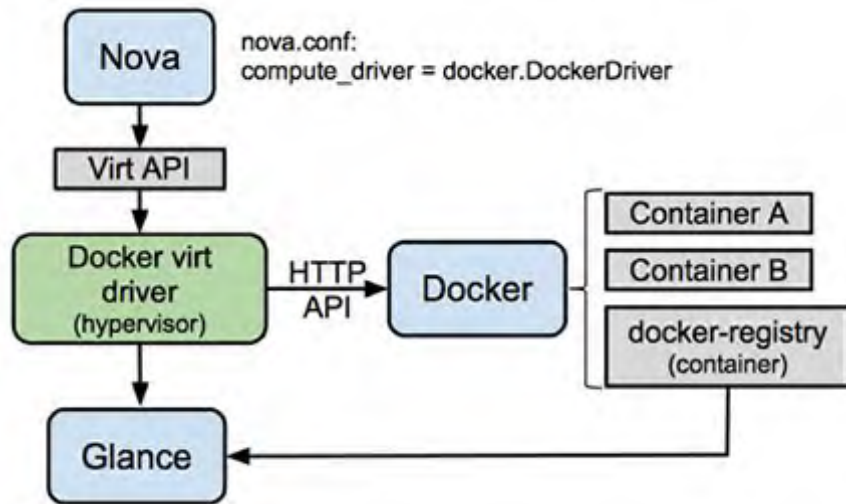 Nova
nova.conf:
compute_driver = docker.DockerDriver
Virt API
Docker virt
driver
(hypervisor)
HTTP
API
Docker
Container A
Container B
docker-registry
(container)
Glance